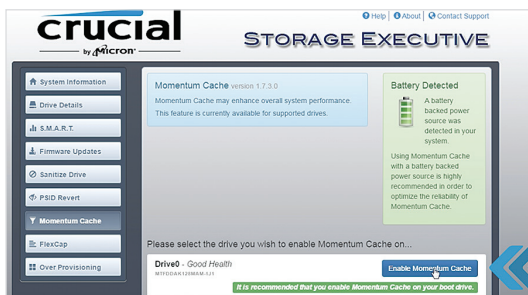 crucial
by Micron
Help | About | Contact Support
STORAGE EXECUTIVE
System Information
Drive Details
S.M.A.R.T.
Firmware Updates
Sanitize Drive
PSID Revert
Momentum Cache
FlexCap
Over Provisioning
Momentum Cache version 1.7.3.0
Momentum Cache may enhance overall system performance.
This feature is currently available for supported drives.
Battery Detected
A battery
backed power
source was
detected in your
system.
Using Momentum Cache
with a battery backed
power source is highly
recommended in order to
optimize the reliability of
Momentum Cache.
Please select the drive you wish to enable Momentum Cache on...
Drive0 - Good Health
MTFDDAK128MAM-1J1
Enable Momentum Cache
It is recommended that you enable Momentum Cache on your boot drive.